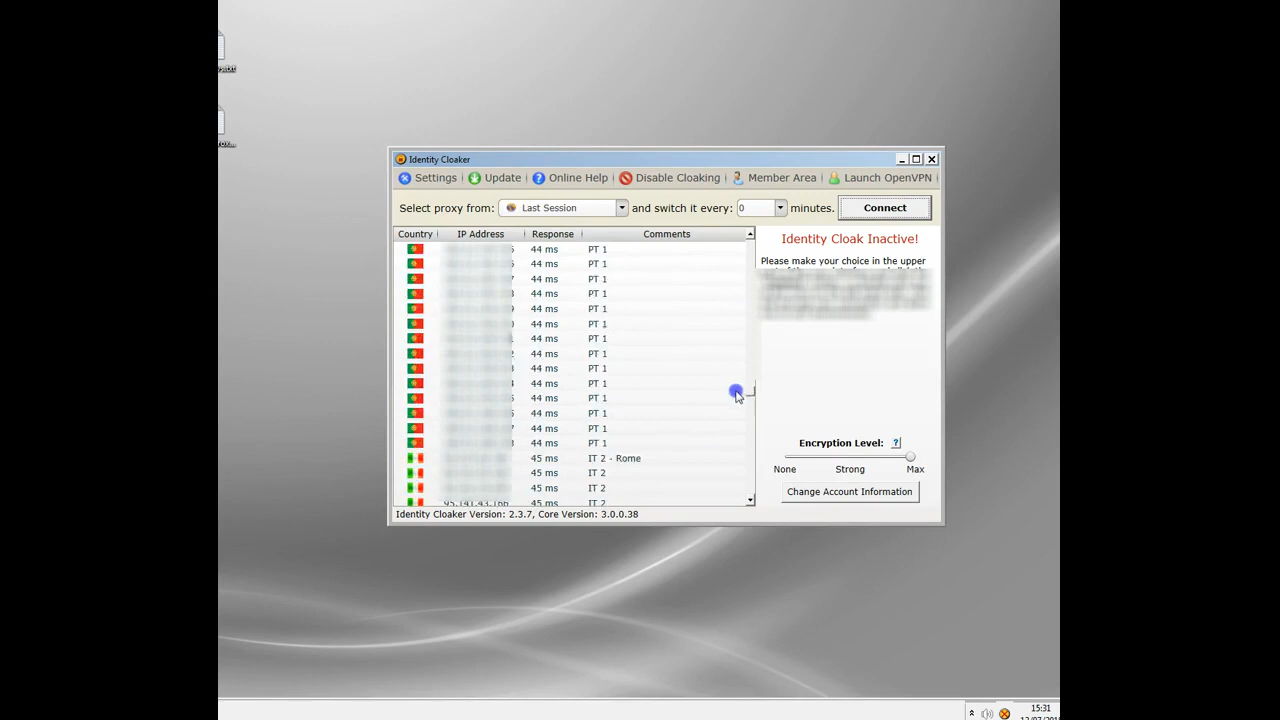 ys.txt
rox...
Identity Cloaker
Settings Update Online Help Disable Cloaking Member Area Launch OpenVPN
Select proxy from: Last Session and switch it every: 0 minutes. Connect
Country IP Address Response Comments
44 ms PT 1
44 ms PT 1
44 ms PT 1
44 ms PT 1
44 ms PT 1
44 ms PT 1
44 ms PT 1
44 ms PT 1
44 ms PT 1
44 ms PT 1
44 ms PT 1
44 ms PT 1
44 ms PT 1
44 ms PT 1
45 ms IT 2 - Rome
45 ms IT 2
45 ms IT 2
95.141.43.166 45 ms IT 2
Identity Cloak Inactive!
Please make your choice in the upper
Encryption Level: ?
None Strong Max
Change Account Information
Identity Cloaker Version: 2.3.7, Core Version: 3.0.0.38
15:31